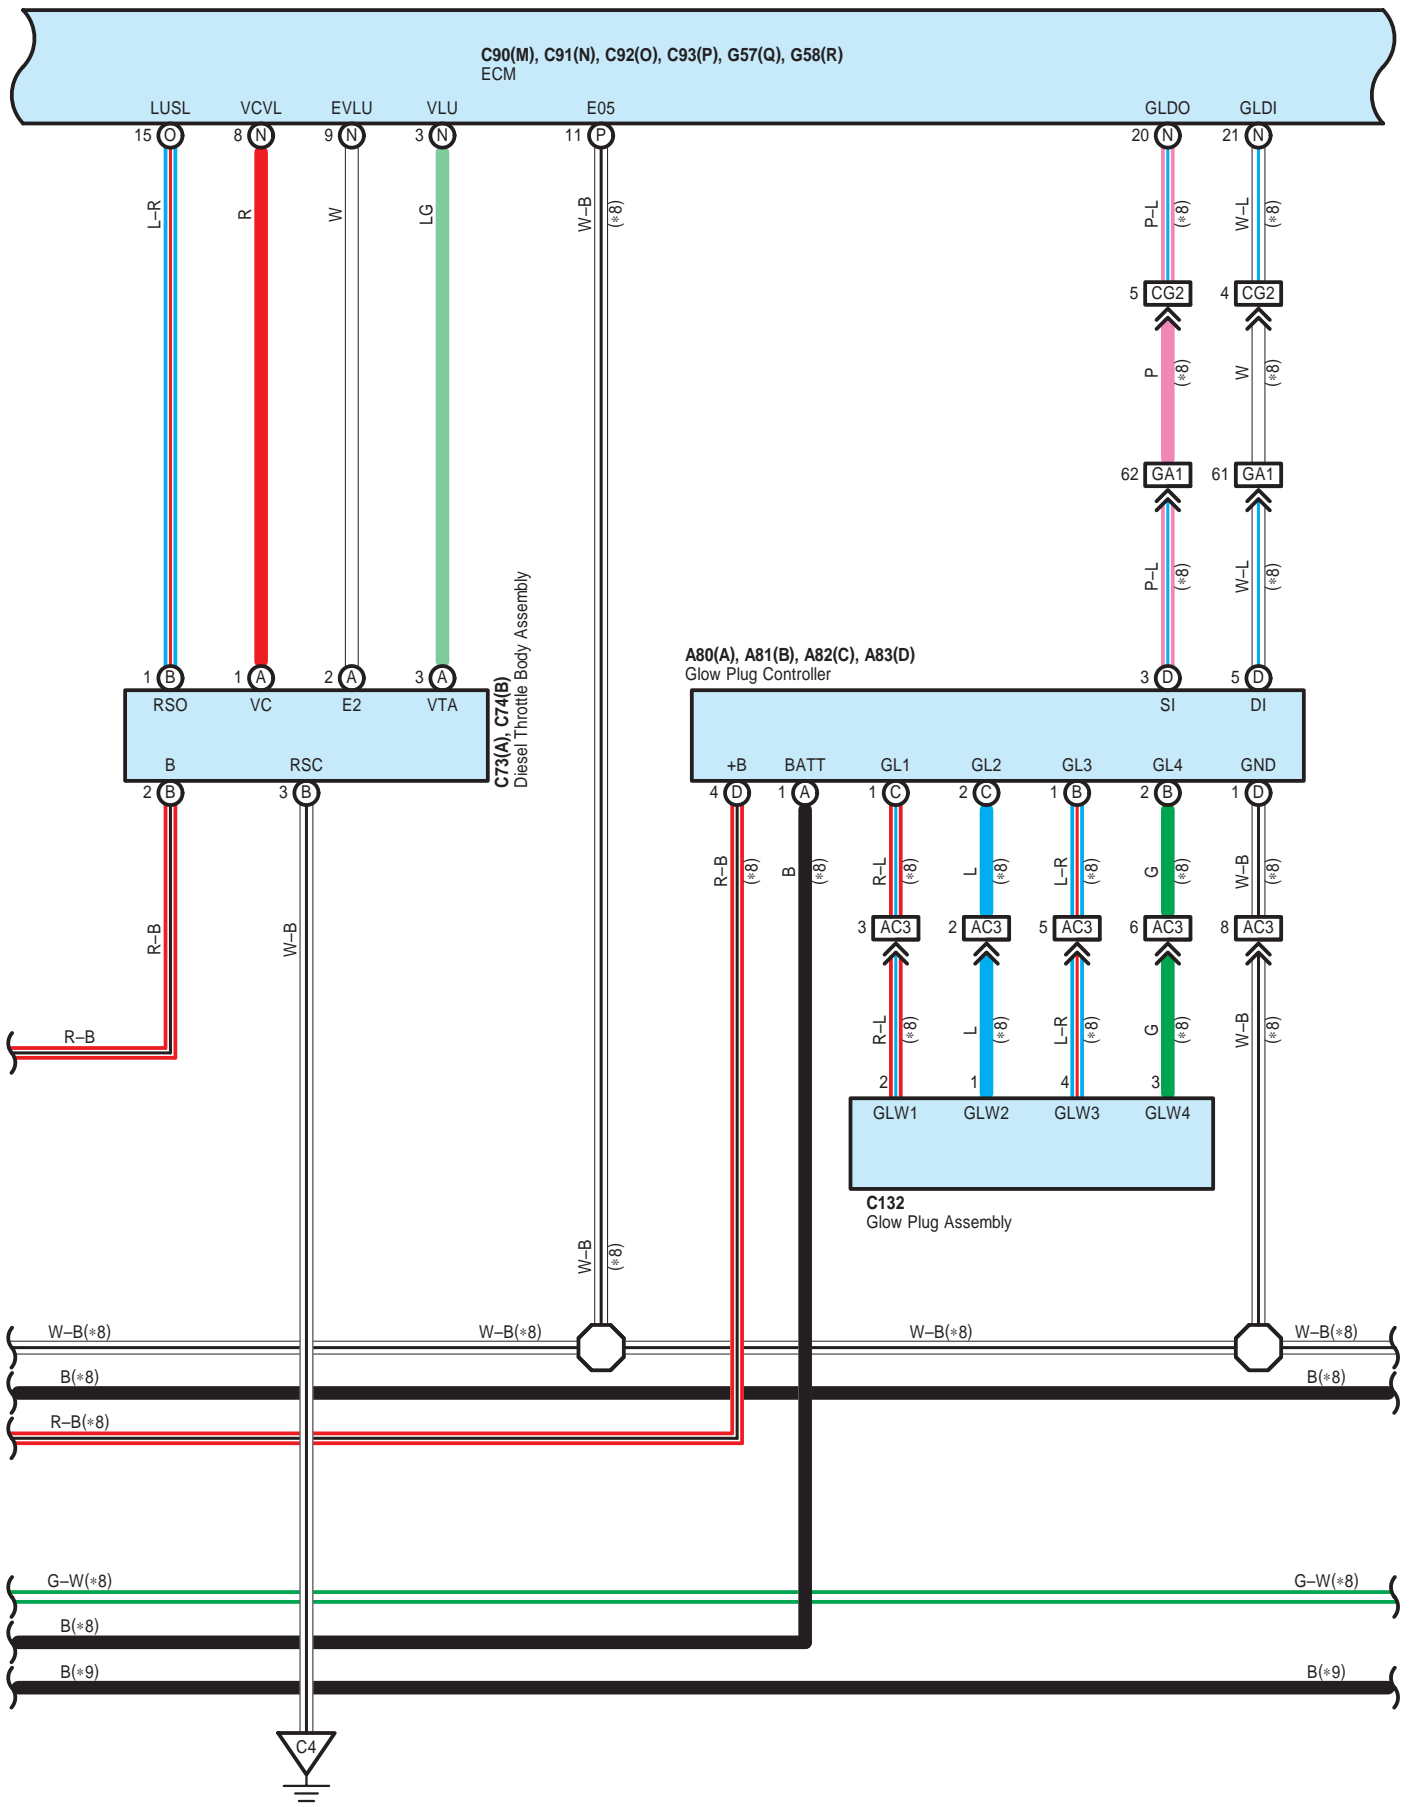 C90(M), C91(N), C92(O), C93(P), G57(Q), G58(R)
ECM
LUSL VCVL EVLU VLU E05 GLDO GLDI
15 O 8 N 9 N 3 N 11 P 20 N 21 N
L–R R W LG W–B (*8) P–L (*8) W–L (*8)
5 CG2 4 CG2
P (*8) W (*8)
62 GA1 61 GA1
P–L (*8) W–L (*8)
1 B 1 A 2 A 3 A
RSO VC E2 VTA
B RSC
2 B 3 B
C73(A), C74(B)
Diesel Throttle Body Assembly
A80(A), A81(B), A82(C), A83(D)
Glow Plug Controller
3 D 5 D
SI DI
+B BATT GL1 GL2 GL3 GL4 GND
4 D 1 A 1 C 2 C 1 B 2 B 1 D
R–B (*8) B (*8) R–L (*8) L (*8) L–R (*8) G (*8) W–B (*8)
3 AC3 2 AC3 5 AC3 6 AC3 8 AC3
R–B W–B
R–L (*8) L (*8) L–R (*8) G (*8) W–B (*8)
R–B
2 1 4 3
GLW1 GLW2 GLW3 GLW4
C132
Glow Plug Assembly
W–B (*8)
W–B(*8) W–B(*8) W–B(*8) W–B(*8)
B(*8) B(*8)
R–B(*8)
G–W(*8) G–W(*8)
B(*8)
B(*9) B(*9)
C4